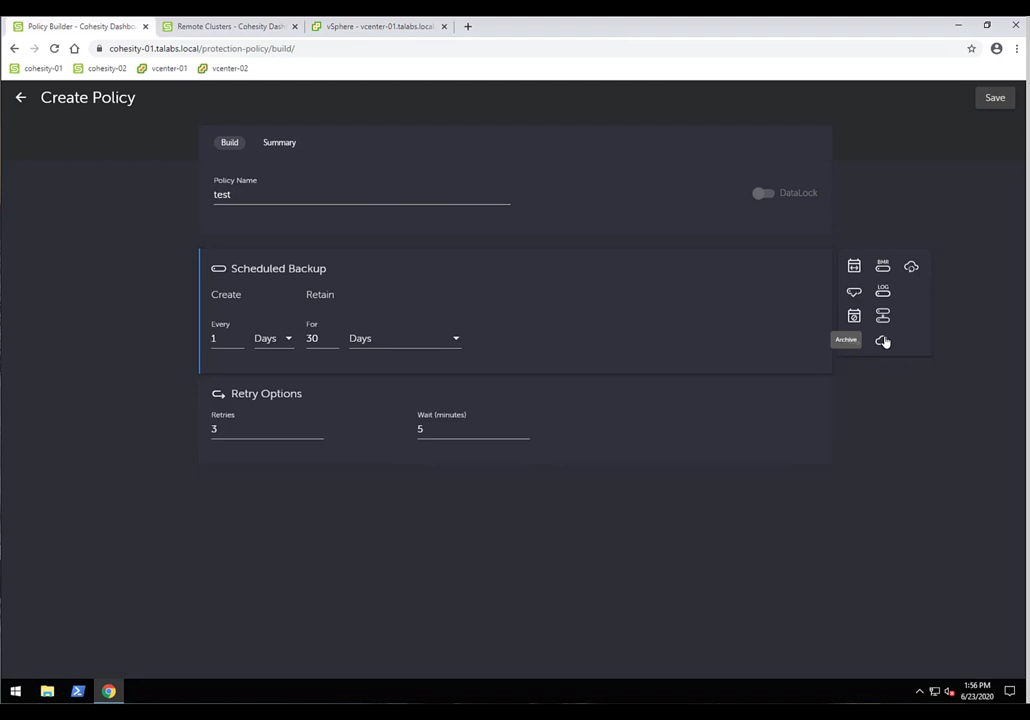 Policy Builder - Cohesity Dashbo
Remote Clusters - Cohesity Dash
vSphere - vcenter-01.talabs.local
cohesity-01.talabs.local/protection-policy/build/
cohesity-01
cohesity-02
vcenter-01
vcenter-02
Create Policy
Save
Build
Summary
Policy Name
test
DataLock
Scheduled Backup
BMR
Create
Retain
LOG
Every
For
1
Days
30
Days
Archive
Retry Options
Retries
Wait (minutes)
3
5
1:56 PM
6/23/2020